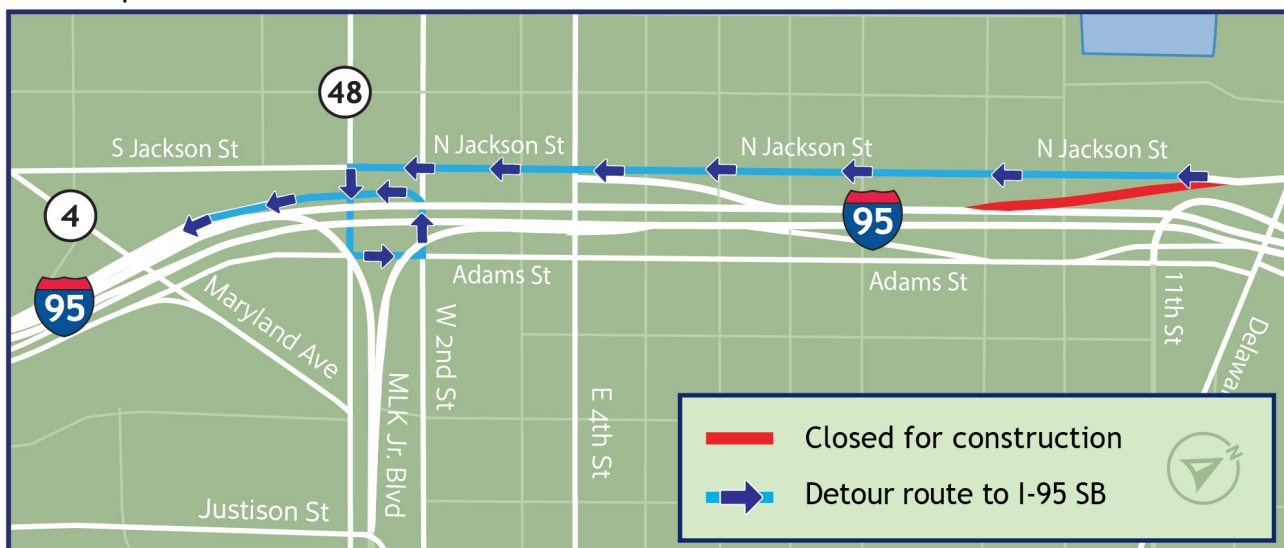 48
S Jackson St
N Jackson St
N Jackson St
N Jackson St
4
95
95
Adams St
Adams St
Maryland Ave
W 2nd St
MLK Jr. Blvd
E 4th St
11th St
Delawa
Justison St
Closed for construction
Detour route to I-95 SB
N